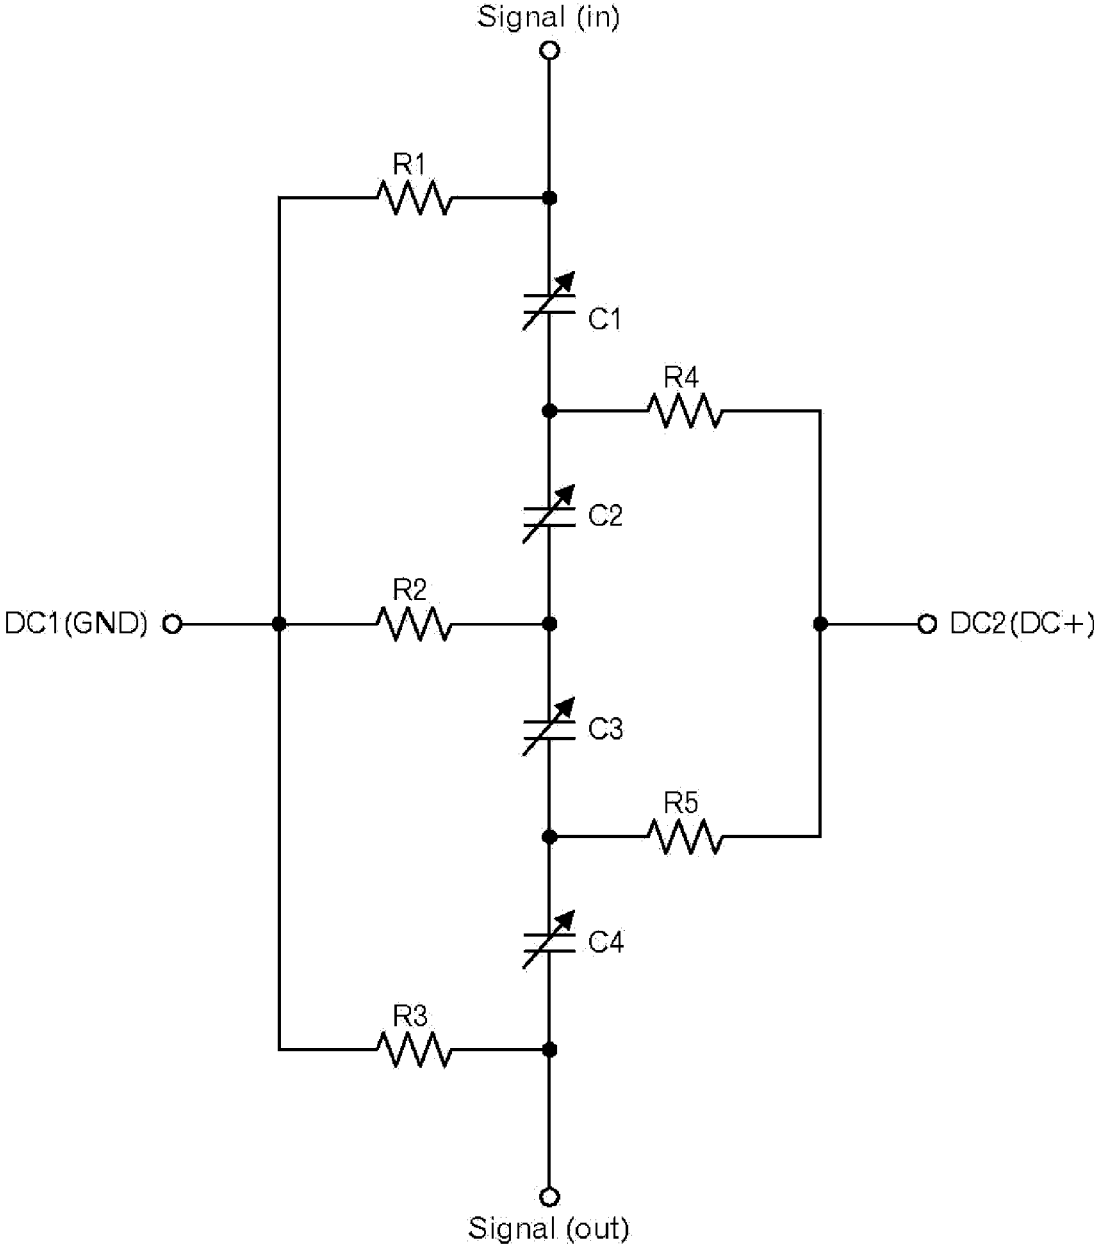 Signal (in)
R1
C1
R4
C2
R2
DC1(GND)
DC2(DC+)
C3
R5
C4
R3
Signal (out)